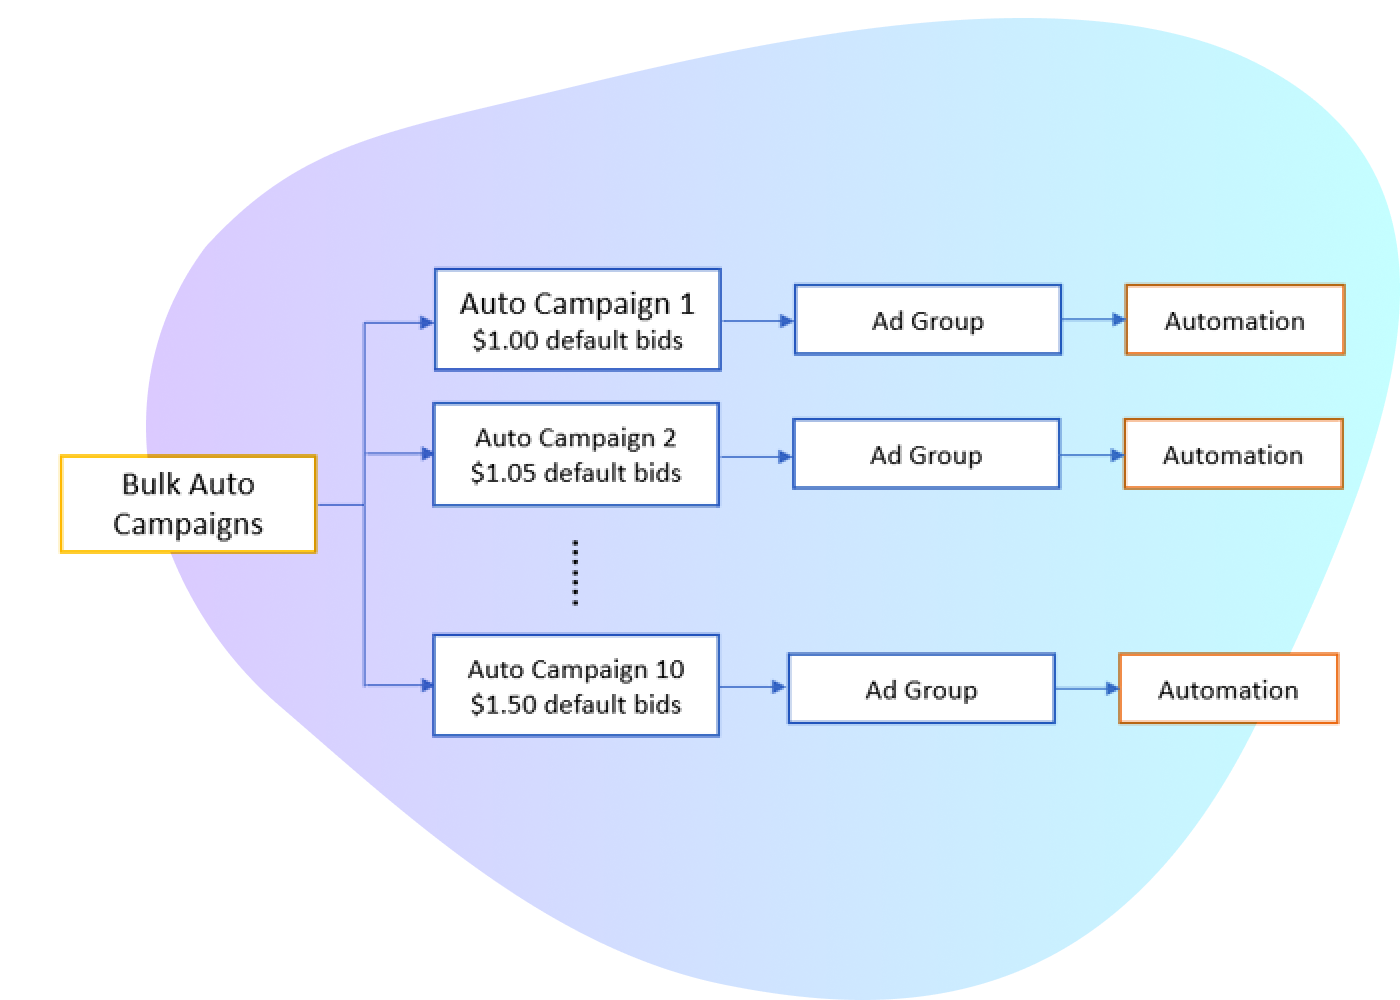 Auto Campaign 1
$1.00 default bids
Ad Group
Automation
Auto Campaign 2
$1.05 default bids
Ad Group
Automation
Bulk Auto
Campaigns
Auto Campaign 10
$1.50 default bids
Ad Group
Automation